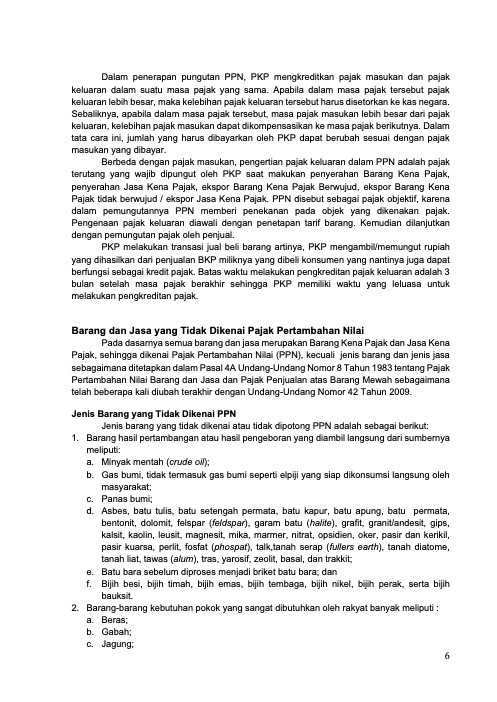 Dalam penerapan pungutan PPN, PKP mengkreditkan pajak masukan dan pajak
keluaran dalam suatu masa pajak yang sama. Apabila dalam masa pajak tersebut pajak
keluaran lebih besar, maka kelebihan pajak keluaran tersebut harus disetorkan ke kas negara.
Sebaliknya, apabila dalam masa pajak tersebut, masa pajak masukan lebih besar dari pajak
keluaran, kelebihan pajak masukan dapat dikompensasikan ke masa pajak berikutnya. Dalam
tata cara ini, jumlah yang harus dibayarkan oleh PKP dapat berubah sesuai dengan pajak
masukan yang dibayar.
Berbeda dengan pajak masukan, pengertian pajak keluaran dalam PPN adalah pajak
terutang yang wajib dipungut oleh PKP saat makukan penyerahan Barang Kena Pajak,
penyerahan Jasa Kena Pajak, ekspor Barang Kena Pajak Berwujud, ekspor Barang Kena
Pajak tidak berwujud / ekspor Jasa Kena Pajak. PPN disebut sebagai pajak objektif, karena
dalam pemungutannya PPN memberi penekanan pada objek yang dikenakan pajak.
Pengenaan pajak keluaran diawali dengan penetapan tarif barang. Kemudian dilanjutkan
dengan pemungutan pajak oleh penjual.
PKP melakukan transasi jual beli barang artinya, PKP mengambil/memungut rupiah
yang dihasilkan dari penjualan BKP miliknya yang dibeli konsumen yang nantinya juga dapat
berfungsi sebagai kredit pajak. Batas waktu melakukan pengkreditan pajak keluaran adalah 3
bulan setelah masa pajak berakhir sehingga PKP memiliki waktu yang leluasa untuk
melakukan pengkreditan pajak.
Barang dan Jasa yang Tidak Dikenai Pajak Pertambahan Nilai
Pada dasarnya semua barang dan jasa merupakan Barang Kena Pajak dan Jasa Kena
Pajak, sehingga dikenai Pajak Pertambahan Nilai (PPN), kecuali jenis barang dan jenis jasa
sebagaimana ditetapkan dalam Pasal 4A Undang-Undang Nomor 8 Tahun 1983 tentang Pajak
Pertambahan Nilai Barang dan Jasa dan Pajak Penjualan atas Barang Mewah sebagaimana
telah beberapa kali diubah terakhir dengan Undang-Undang Nomor 42 Tahun 2009.
Jenis Barang yang Tidak Dikenai PPN
Jenis barang yang tidak dikenai atau tidak dipotong PPN adalah sebagai berikut:
1. Barang hasil pertambangan atau hasil pengeboran yang diambil langsung dari sumbernya
meliputi:
a. Minyak mentah (crude oil);
b. Gas bumi, tidak termasuk gas bumi seperti elpiji yang siap dikonsumsi langsung oleh
masyarakat;
c. Panas bumi;
d. Asbes, batu tulis, batu setengah permata, batu kapur, batu apung, batu permata,
bentonit, dolomit, felspar (feldspar), garam batu (halite), grafit, granit/andesit, gips,
kalsit, kaolin, leusit, magnesit, mika, marmer, nitrat, opsidien, oker, pasir dan kerikil,
pasir kuarsa, perlit, fosfat (phospat), talk,tanah serap (fullers earth), tanah diatome,
tanah liat, tawas (alum), tras, yarosif, zeolit, basal, dan trakkit;
e. Batu bara sebelum diproses menjadi briket batu bara; dan
f. Bijih besi, bijih timah, bijih emas, bijih tembaga, bijih nikel, bijih perak, serta bijih
bauksit.
2. Barang-barang kebutuhan pokok yang sangat dibutuhkan oleh rakyat banyak meliputi :
a. Beras;
b. Gabah;
c. Jagung;
6